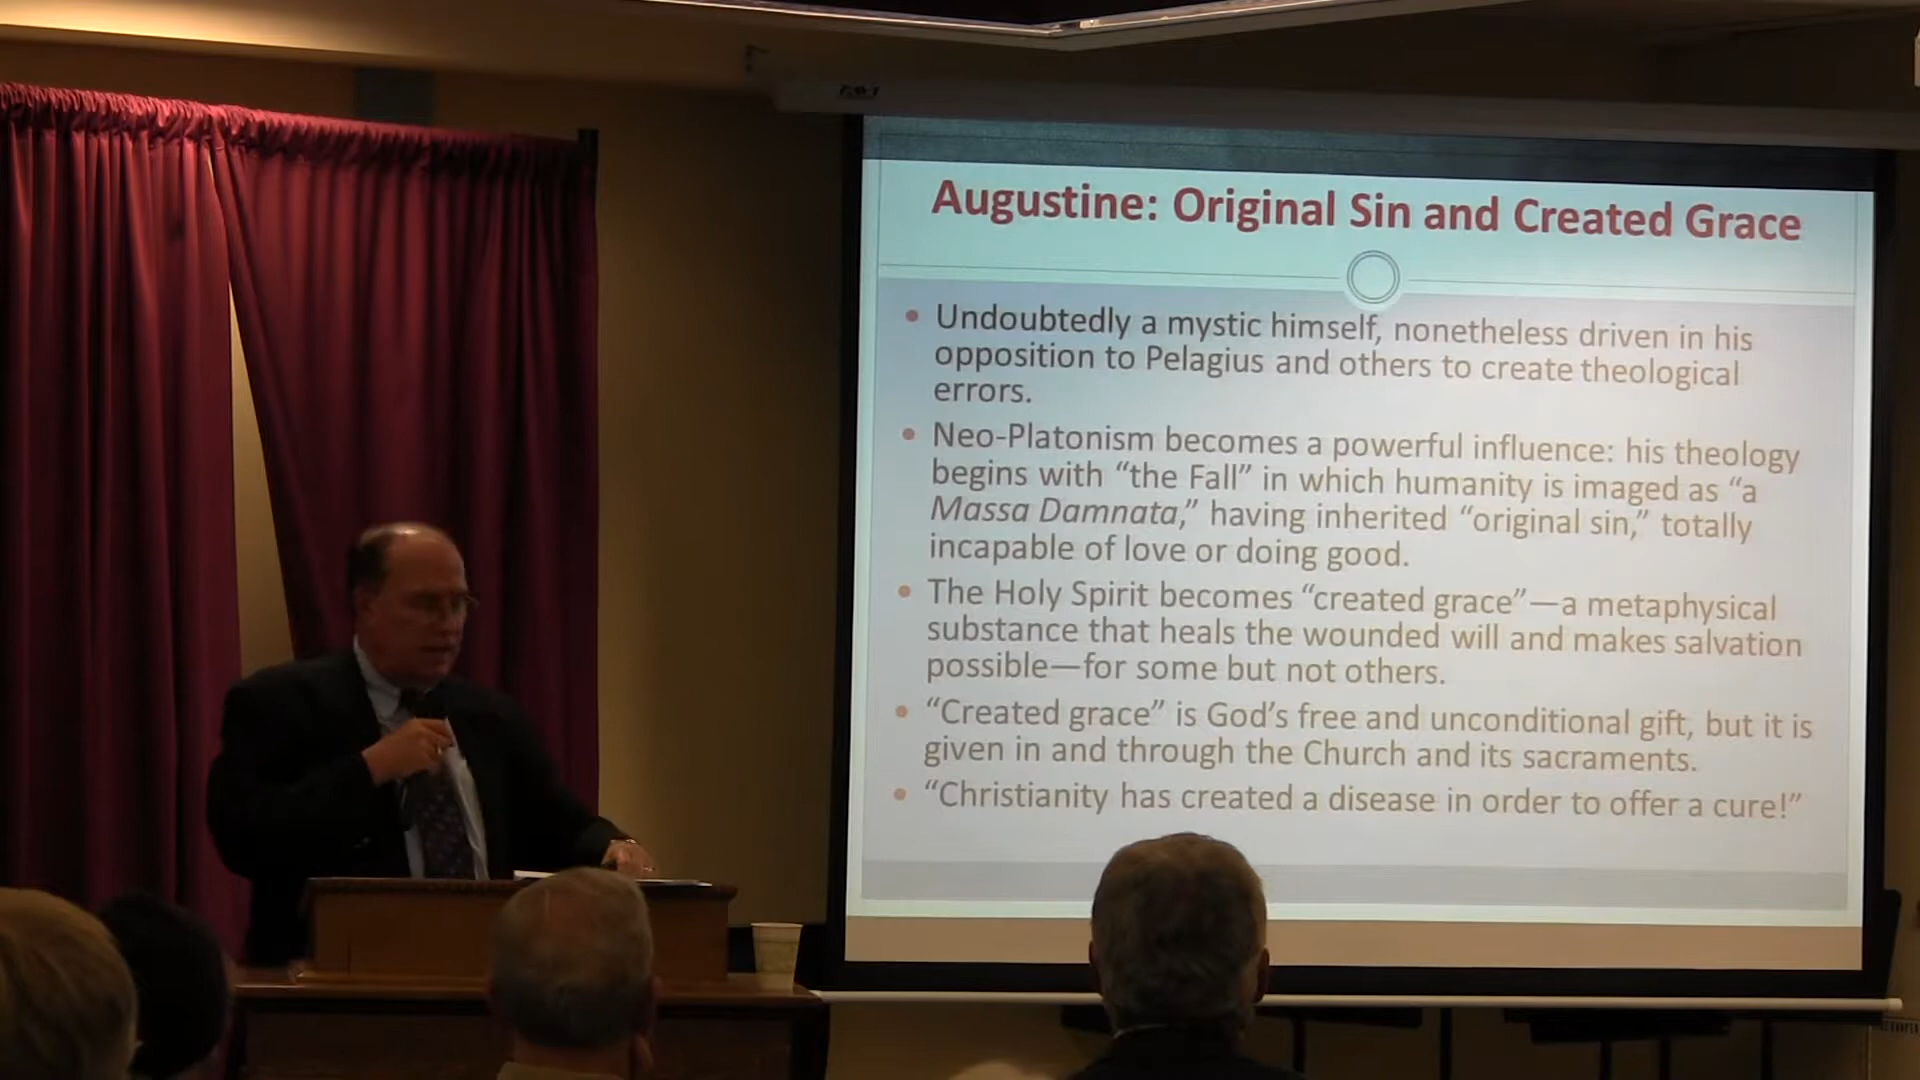 Augustine: Original Sin and Created Grace
Undoubtedly a mystic himself, nonetheless driven in his
opposition to Pelagius and others to create theological
errors.
Neo-Platonism becomes a powerful influence: his theology
begins with “the Fall” in which humanity is imaged as “a
Massa Damnata,” having inherited “original sin,” totally
incapable of love or doing good.
The Holy Spirit becomes “created grace”—a metaphysical
substance that heals the wounded will and makes salvation
possible—for some but not others.
“Created grace” is God’s free and unconditional gift, but it is
given in and through the Church and its sacraments.
“Christianity has created a disease in order to offer a cure!”